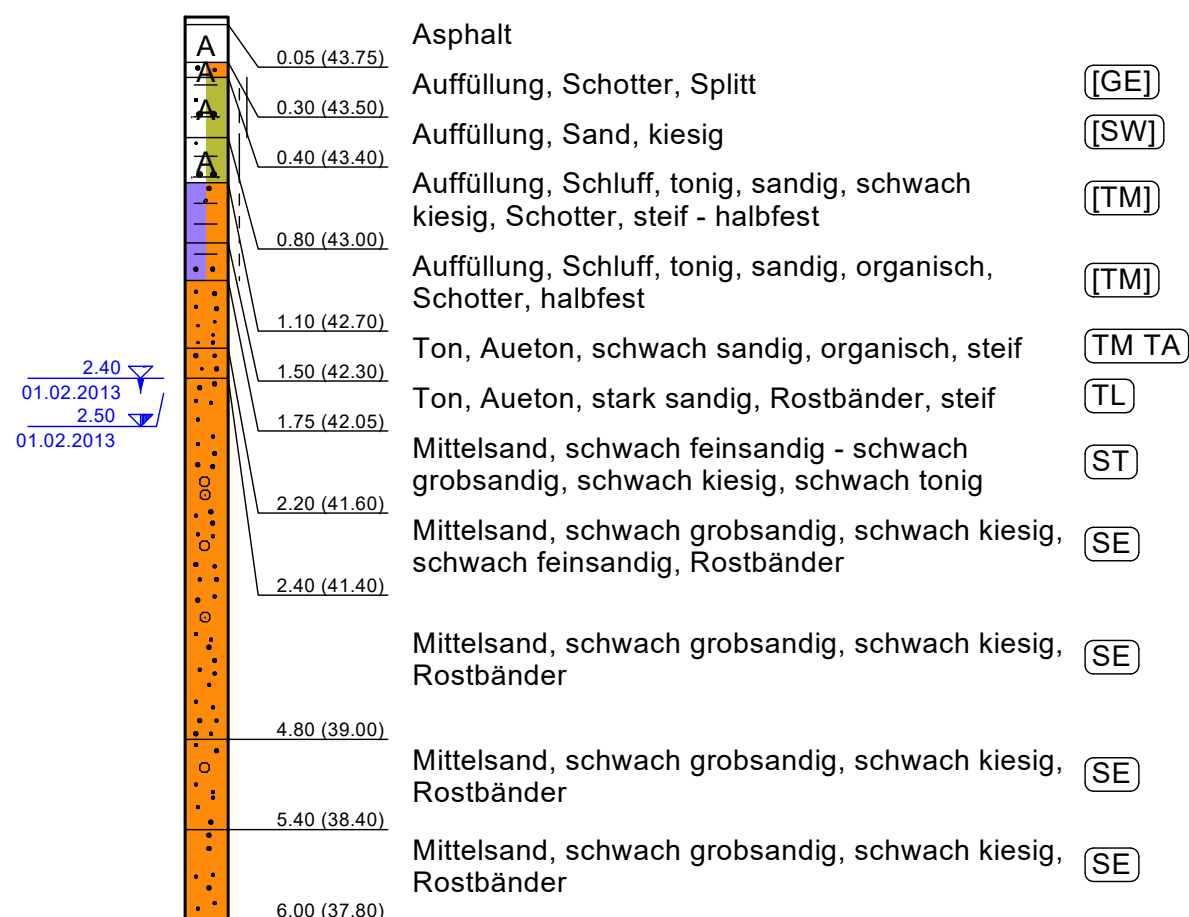 Asphalt
A
0.05 (43.75)
Auffüllung, Schotter, Splitt
[GE]
A
0.30 (43.50)
A
Auffüllung, Sand, kiesig
[SW]
0.40 (43.40)
A
Auffüllung, Schluff, tonig, sandig, schwach
kiesig, Schotter, steif - halbfest
[TM]
0.80 (43.00)
Auffüllung, Schluff, tonig, sandig, organisch,
Schotter, halbfest
[TM]
1.10 (42.70)
Ton, Aueton, schwach sandig, organisch, steif
TM TA
2.40
1.50 (42.30)
01.02.2013
Ton, Aueton, stark sandig, Rostbänder, steif
TL
2.50
1.75 (42.05)
01.02.2013
Mittelsand, schwach feinsandig - schwach
grobsandig, schwach kiesig, schwach tonig
ST
2.20 (41.60)
Mittelsand, schwach grobsandig, schwach kiesig,
schwach feinsandig, Rostbänder
SE
2.40 (41.40)
Mittelsand, schwach grobsandig, schwach kiesig,
Rostbänder
SE
4.80 (39.00)
Mittelsand, schwach grobsandig, schwach kiesig,
Rostbänder
SE
5.40 (38.40)
Mittelsand, schwach grobsandig, schwach kiesig,
Rostbänder
SE
6.00 (37.80)